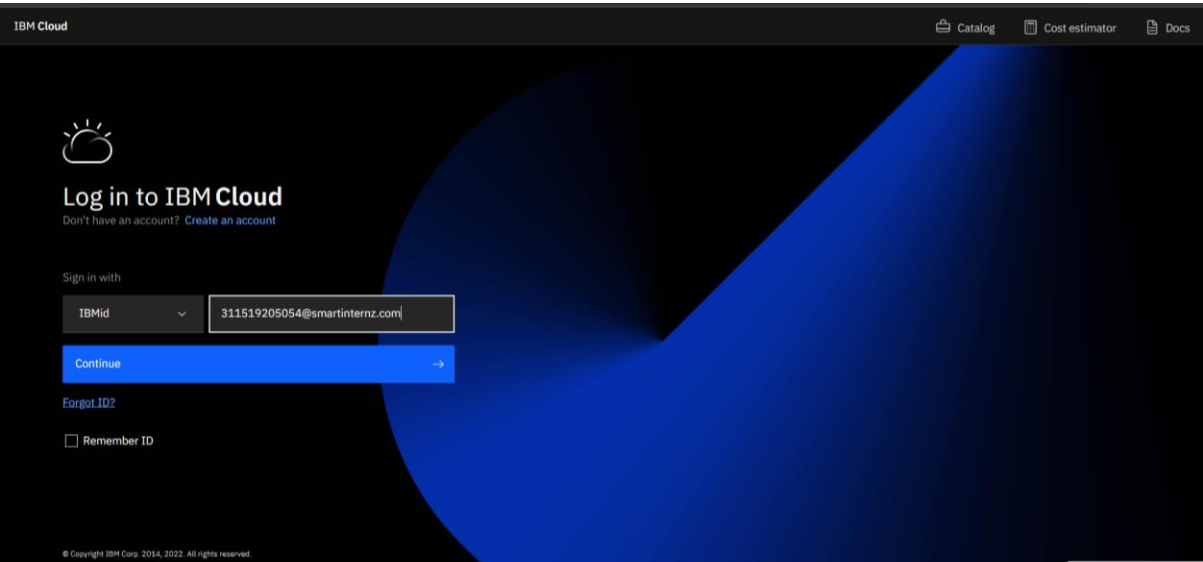 IBM Cloud Catalog Cost estimator Docs
Log in to IBM Cloud
Don't have an account? Create an account
Sign in with
IBMid 311519205054@smartinternz.com
Continue
Forgot ID?
Remember ID
© Copyright IBM Corp. 2014, 2022. All rights reserved.